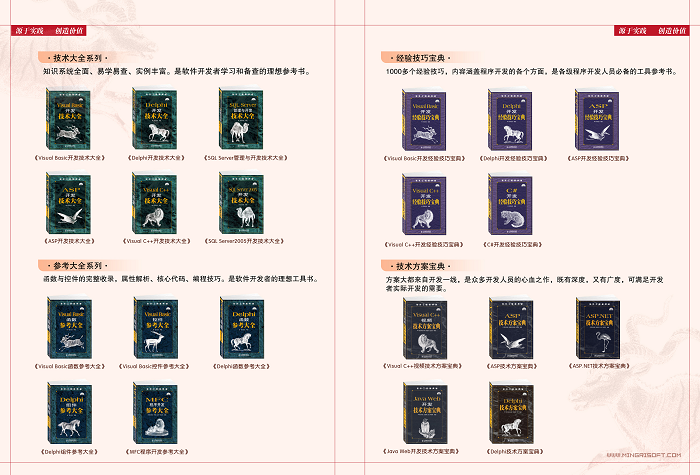 源于实践 创造价值
·技术大全系列·
知识系统全面、易学易查、实例丰富。是软件开发者学习和备查的理想参考书。
Visual Basic
开发
技术大全
Delphi
开发
技术大全
SQL Server
管理与开发
技术大全
《Visual Basic开发技术大全》
《Delphi开发技术大全》
《SQL Server管理与开发技术大全》
ASP
开发
技术大全
Visual C++
开发
技术大全
SQL Server 2005
开发
技术大全
《ASP开发技术大全》
《Visual C++开发技术大全》
《SQL Server2005开发技术大全》
·参考大全系列·
函数与控件的完整收录，属性解析、核心代码、编程技巧。是软件开发者的理想工具书。
Visual Basic
函数
参考大全
Visual Basic
控件
参考大全
Delphi
函数
参考大全
《Visual Basic函数参考大全》
《Visual Basic控件参考大全》
《Delphi函数参考大全》
Delphi
组件
参考大全
MFC
程序开发
参考大全
《Delphi组件参考大全》
《MFC程序开发参考大全》
源于实践 创造价值
·经验技巧宝典·
1000多个经验技巧，内容涵盖程序开发的各个方面，是各级程序开发人员必备的工具参考书。
Visual Basic
开发
经验技巧宝典
Delphi
开发
经验技巧宝典
ASP
开发
经验技巧宝典
《Visual Basic开发经验技巧宝典》
《Delphi开发经验技巧宝典》
《ASP开发经验技巧宝典》
Visual C++
开发
经验技巧宝典
C#
开发
经验技巧宝典
《Visual C++开发经验技巧宝典》
《C#开发经验技巧宝典》
·技术方案宝典·
方案大都来自开发一线，是众多开发人员的心血之作，既有深度，又有广度，可满足开发
者实际开发的需要。
Visual C++
视频
技术方案宝典
ASP
技术方案宝典
ASP.NET
技术方案宝典
《Visual C++视频技术方案宝典》
《ASP技术方案宝典》
《ASP.NET技术方案宝典》
Java Web
开发
技术方案宝典
Delphi
技术方案宝典
《Java Web开发技术方案宝典》
《Delphi技术方案宝典》
WWW.MINGRISOFT.COM